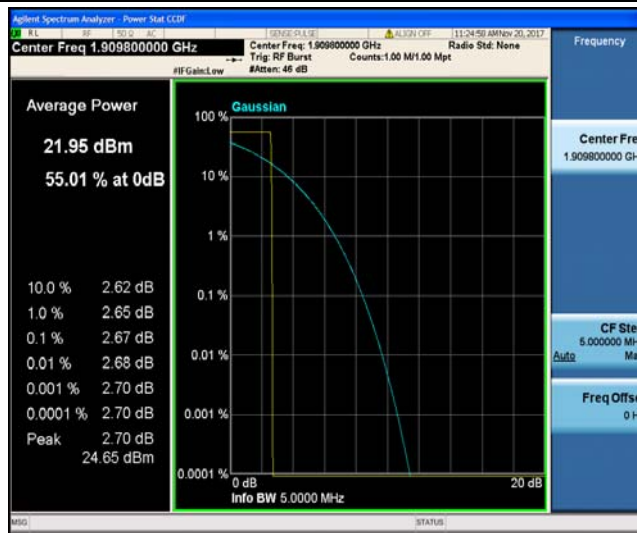 Agilent Spectrum Analyzer - Power Stat CCDF
RL RF 50 Ω AC SENSE:PULSE ALIGN OFF 11:24:50 AM Nov 20, 2017
Center Freq 1.909800000 GHz
Center Freq: 1.909800000 GHz
Radio Std: None
Trig: RF Burst
Counts:1.00 M/1.00 Mpt
#IFGain:Low
#Atten: 46 dB
Frequency
Average Power
21.95 dBm
55.01 % at 0dB
10.0 % 2.62 dB
1.0 % 2.65 dB
0.1 % 2.67 dB
0.01 % 2.68 dB
0.001 % 2.70 dB
0.0001 % 2.70 dB
Peak 2.70 dB
24.65 dBm
Gaussian
100 %
10 %
1 %
0.1 %
0.01 %
0.001 %
0.0001 %
0 dB
20 dB
Info BW 5.0000 MHz
Center Fre
1.909800000 GH
CF Ste
5.000000 MH
Auto Ma
Freq Offse
0 H
MSG
STATUS